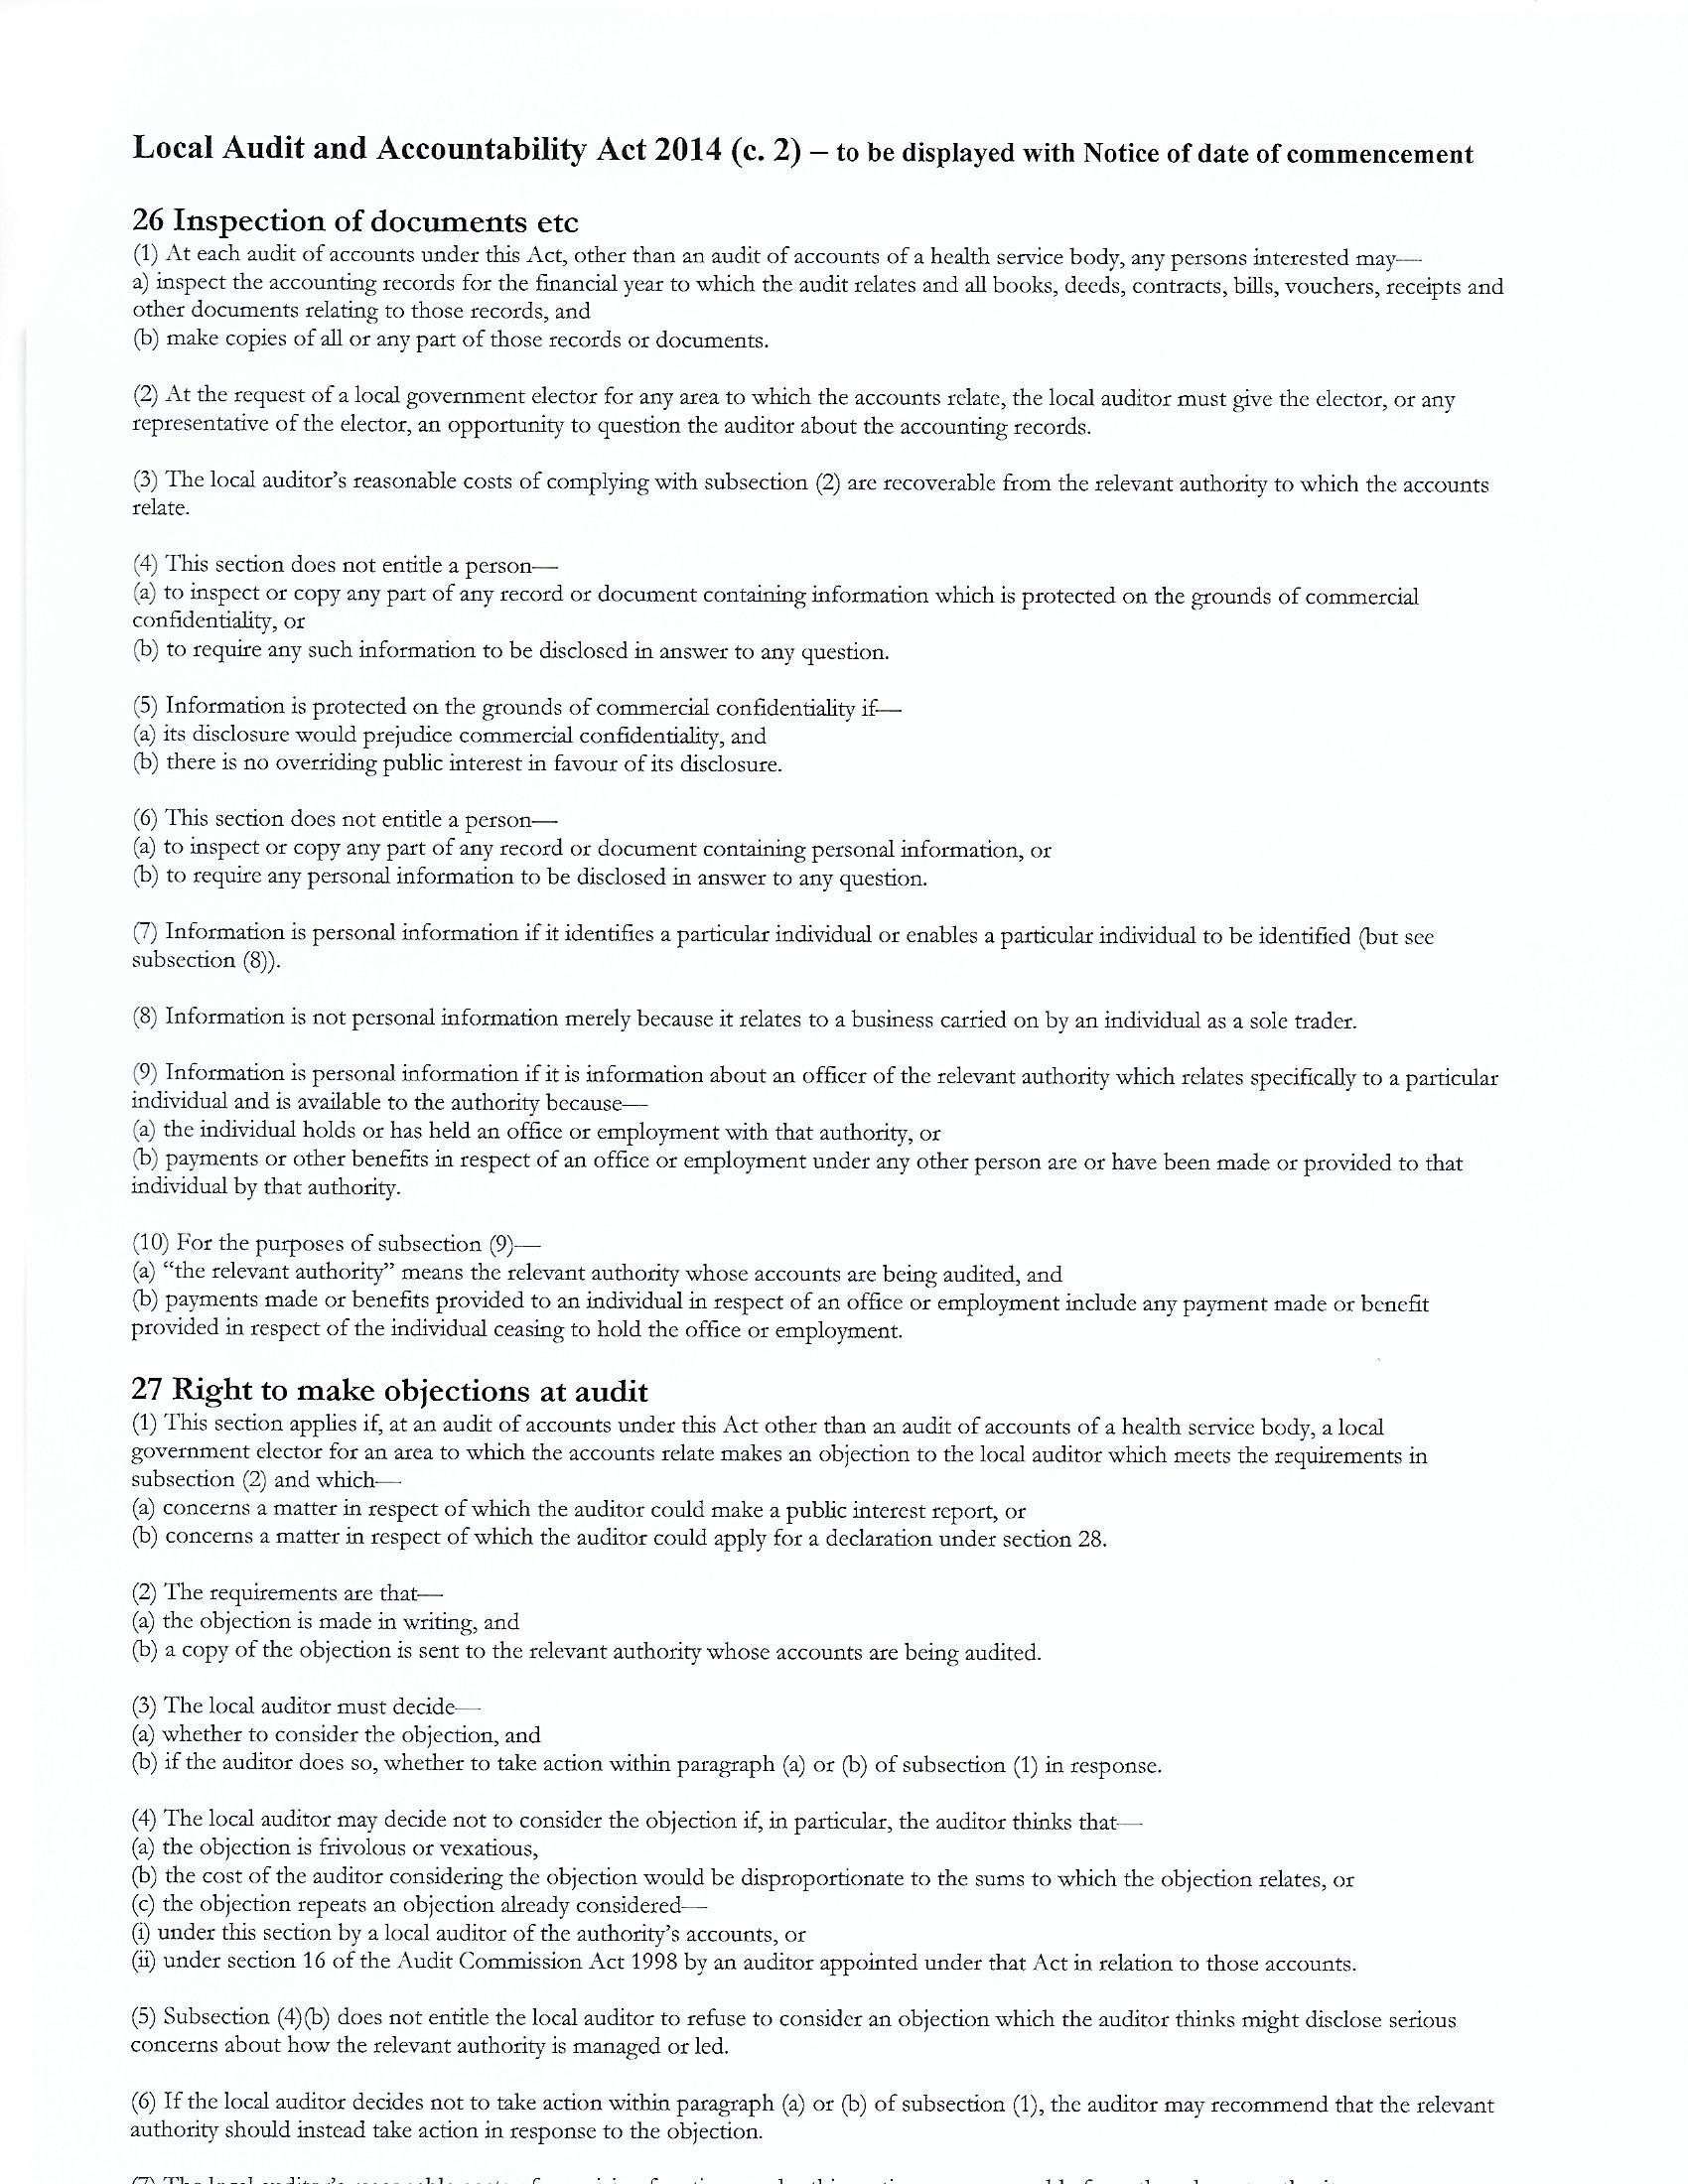 Local Audit and Accountability Act 2014 (c. 2) – to be displayed with Notice of date of commencement
26 Inspection of documents etc
(1) At each audit of accounts under this Act, other than an audit of accounts of a health service body, any persons interested may—
a) inspect the accounting records for the financial year to which the audit relates and all books, deeds, contracts, bills, vouchers, receipts and
other documents relating to those records, and
(b) make copies of all or any part of those records or documents.
(2) At the request of a local government elector for any area to which the accounts relate, the local auditor must give the elector, or any
representative of the elector, an opportunity to question the auditor about the accounting records.
(3) The local auditor's reasonable costs of complying with subsection (2) are recoverable from the relevant authority to which the accounts
relate.
(4) This section does not entitle a person—
(a) to inspect or copy any part of any record or document containing information which is protected on the grounds of commercial
confidentiality, or
(b) to require any such information to be disclosed in answer to any question.
(5) Information is protected on the grounds of commercial confidentiality if—
(a) its disclosure would prejudice commercial confidentiality, and
(b) there is no overriding public interest in favour of its disclosure.
(6) This section does not entitle a person—
(a) to inspect or copy any part of any record or document containing personal information, or
(b) to require any personal information to be disclosed in answer to any question.
(7) Information is personal information if it identifies a particular individual or enables a particular individual to be identified (but see
subsection (8)).
(8) Information is not personal information merely because it relates to a business carried on by an individual as a sole trader.
(9) Information is personal information if it is information about an officer of the relevant authority which relates specifically to a particular
individual and is available to the authority because—
(a) the individual holds or has held an office or employment with that authority, or
(b) payments or other benefits in respect of an office or employment under any other person are or have been made or provided to that
individual by that authority.
(10) For the purposes of subsection (9)—
(a) “the relevant authority” means the relevant authority whose accounts are being audited, and
(b) payments made or benefits provided to an individual in respect of an office or employment include any payment made or benefit
provided in respect of the individual ceasing to hold the office or employment.
27 Right to make objections at audit
(1) This section applies if, at an audit of accounts under this Act other than an audit of accounts of a health service body, a local
government elector for an area to which the accounts relate makes an objection to the local auditor which meets the requirements in
subsection (2) and which—
(a) concerns a matter in respect of which the auditor could make a public interest report, or
(b) concerns a matter in respect of which the auditor could apply for a declaration under section 28.
(2) The requirements are that—
(a) the objection is made in writing, and
(b) a copy of the objection is sent to the relevant authority whose accounts are being audited.
(3) The local auditor must decide—
(a) whether to consider the objection, and
(b) if the auditor does so, whether to take action within paragraph (a) or (b) of subsection (1) in response.
(4) The local auditor may decide not to consider the objection if, in particular, the auditor thinks that—
(a) the objection is frivolous or vexatious,
(b) the cost of the auditor considering the objection would be disproportionate to the sums to which the objection relates, or
(c) the objection repeats an objection already considered—
(i) under this section by a local auditor of the authority's accounts, or
(ii) under section 16 of the Audit Commission Act 1998 by an auditor appointed under that Act in relation to those accounts.
(5) Subsection (4)(b) does not entitle the local auditor to refuse to consider an objection which the auditor thinks might disclose serious
concerns about how the relevant authority is managed or led.
(6) If the local auditor decides not to take action within paragraph (a) or (b) of subsection (1), the auditor may recommend that the relevant
authority should instead take action in response to the objection.